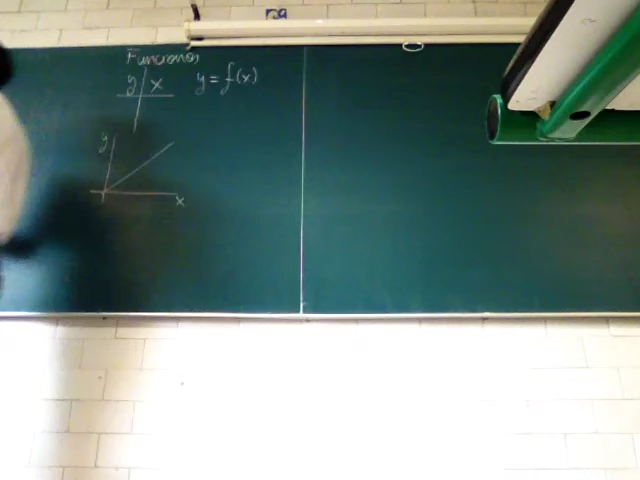 Funciones
y x y = f(x)
y
x